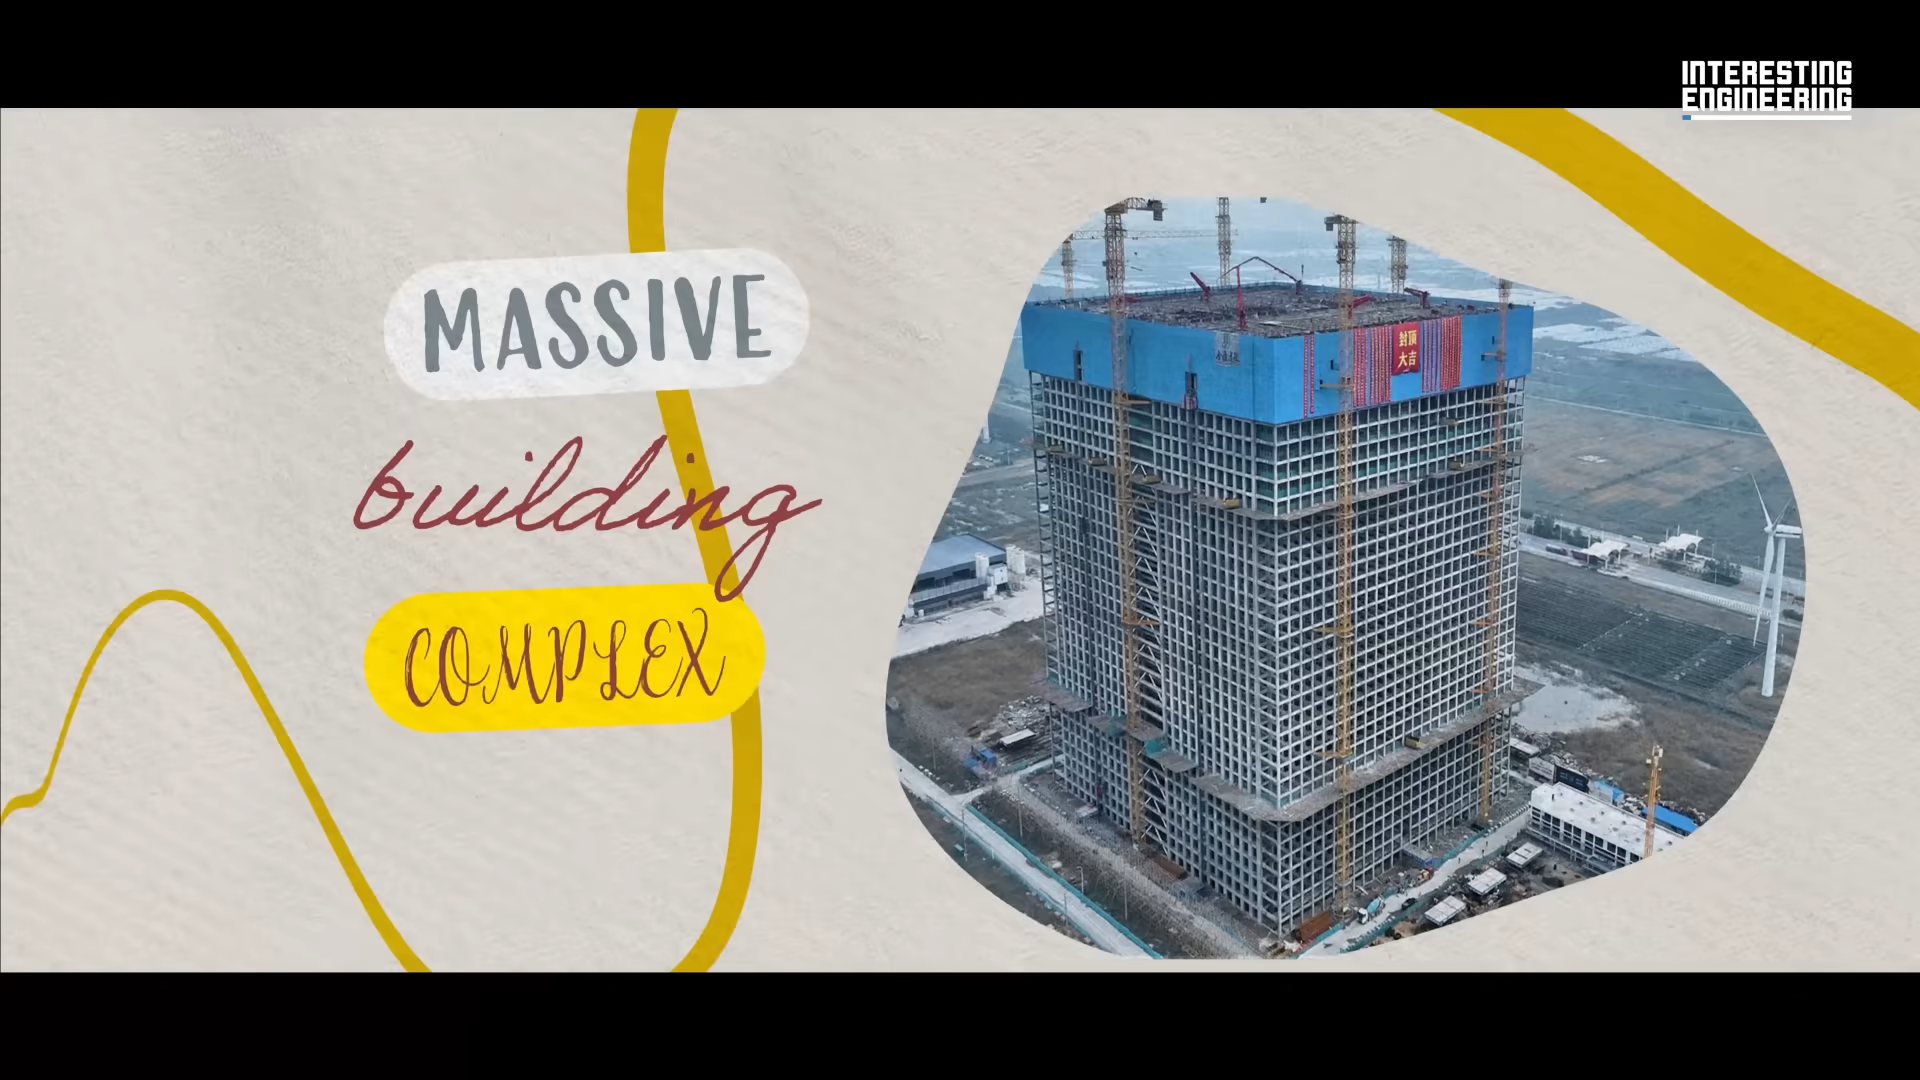 INTERESTING
ENGINEERING
MASSIVE
building
COMPLEX
封顶
大吉